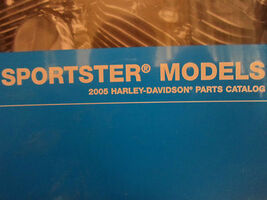 SPORTSTER® MODELS
2005 HARLEY-DAVIDSON® PARTS CATALOG